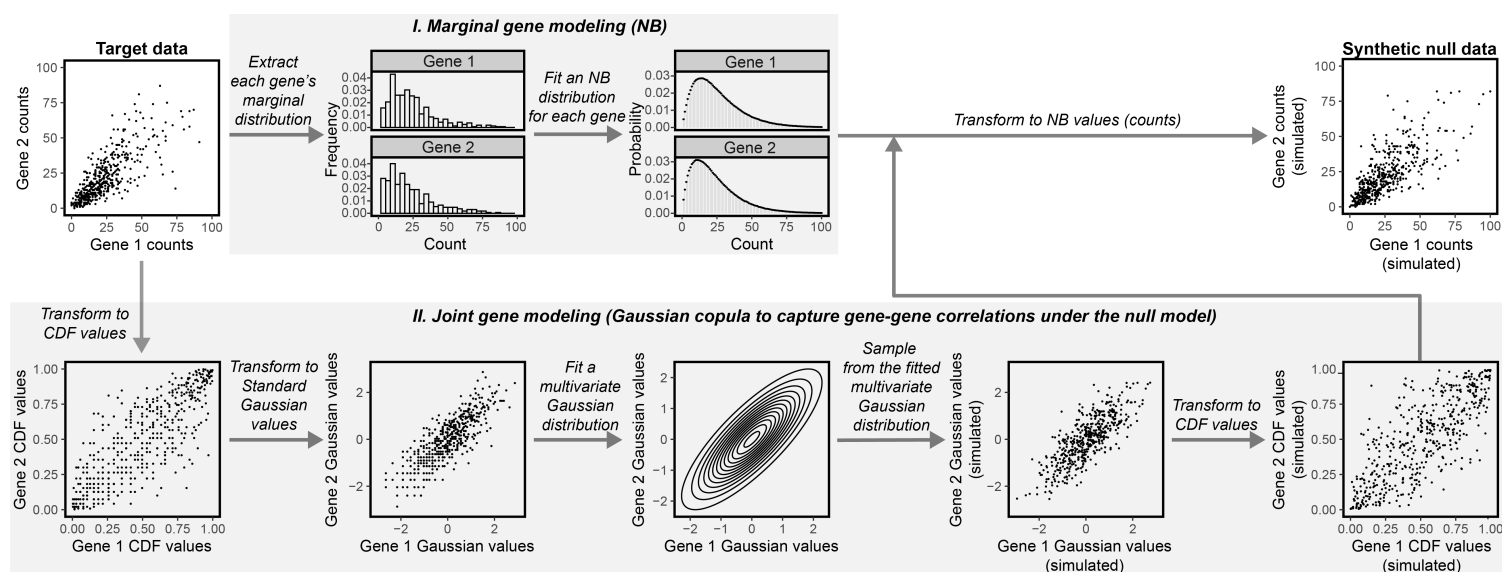 I. Marginal gene modeling (NB)
Target data
100
75
50
25
0
Gene 2 counts
0 25 50 75 100
Gene 1 counts
Extract
each gene's
marginal
distribution
Gene 1
0.04
0.03
0.02
0.01
0.00
Frequency
Gene 2
0.04
0.03
0.02
0.01
0.00
0 25 50 75 100
Count
Fit an NB
distribution
for each gene
Gene 1
0.03
0.02
0.01
0.00
Probability
Gene 2
0.03
0.02
0.01
0.00
0 25 50 75 100
Count
Transform to NB values (counts)
Synthetic null data
100
75
50
25
0
Gene 2 counts
(simulated)
0 25 50 75 100
Gene 1 counts
(simulated)
Transform to
CDF values
II. Joint gene modeling (Gaussian copula to capture gene-gene correlations under the null model)
1.00
0.75
0.50
0.25
0.00
Gene 2 CDF values
0.00 0.25 0.50 0.75 1.00
Gene 1 CDF values
Transform to
Standard
Gaussian
values
2
0
−2
Gene 2 Gaussian values
−2 0 2
Gene 1 Gaussian values
Fit a
multivariate
Gaussian
distribution
2
1
0
−1
−2
Gene 2 Gaussian values
−2 −1 0 1 2
Gene 1 Gaussian values
Sample
from the fitted
multivariate
Gaussian
distribution
2
0
−2
Gene 2 Gaussian values
(simulated)
−2 0 2
Gene 1 Gaussian values
(simulated)
Transform to
CDF values
1.00
0.75
0.50
0.25
0.00
Gene 2 CDF values
(simulated)
0.00 0.25 0.50 0.75 1.00
Gene 1 CDF values
(simulated)